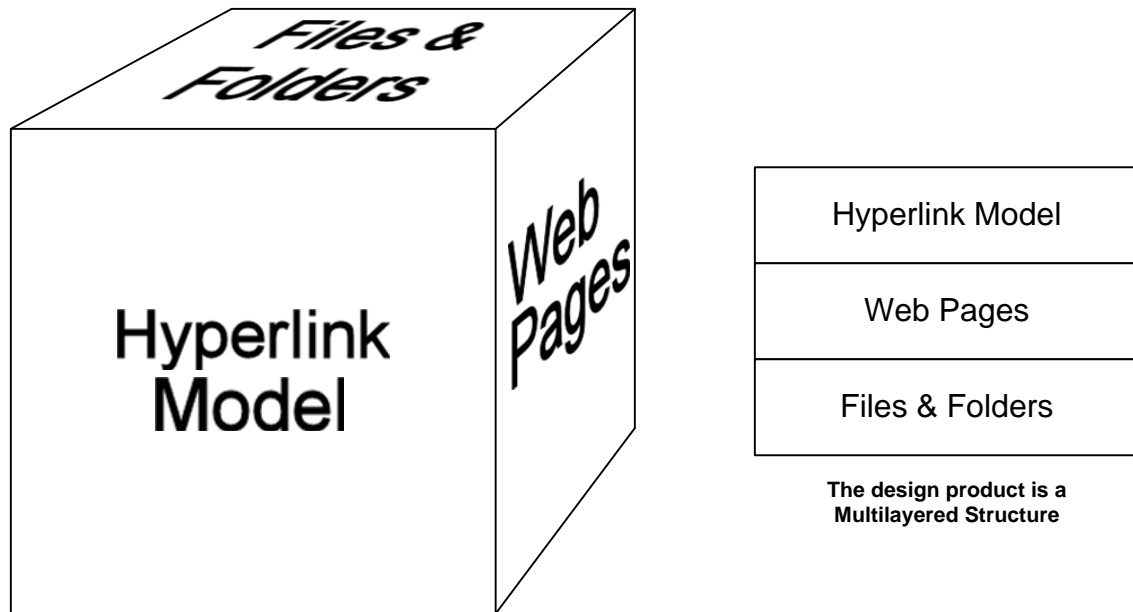 Files &
Folders
Hyperlink
Model
Web
Pages
Hyperlink Model
Web Pages
Files & Folders
The design product is a
Multilayered Structure